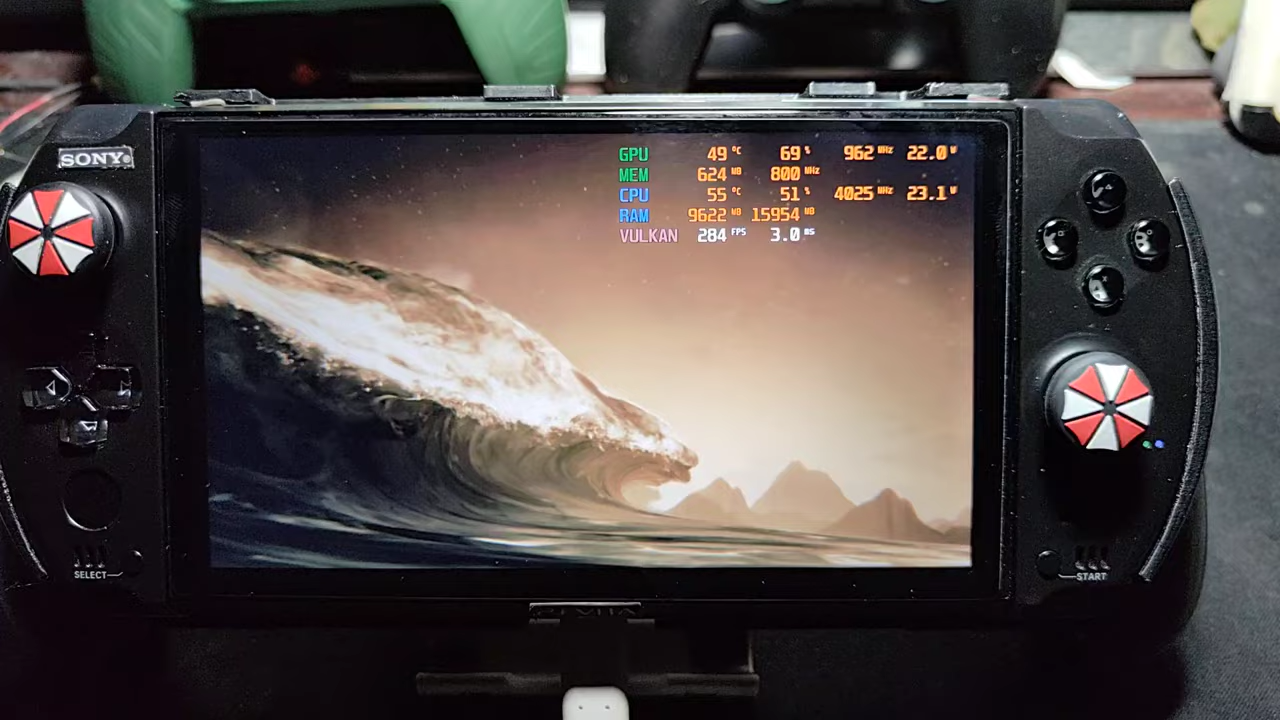 SONY®
GPU 49 °C 69 % 962 MHz 22.0 W
MEM 624 MB 800 MHz
CPU 55 °C 51 % 4025 MHz 23.1 W
RAM 9622 MB 15954 MB
VULKAN 284 FPS 3.0 ms
SELECT
START
PSVITA